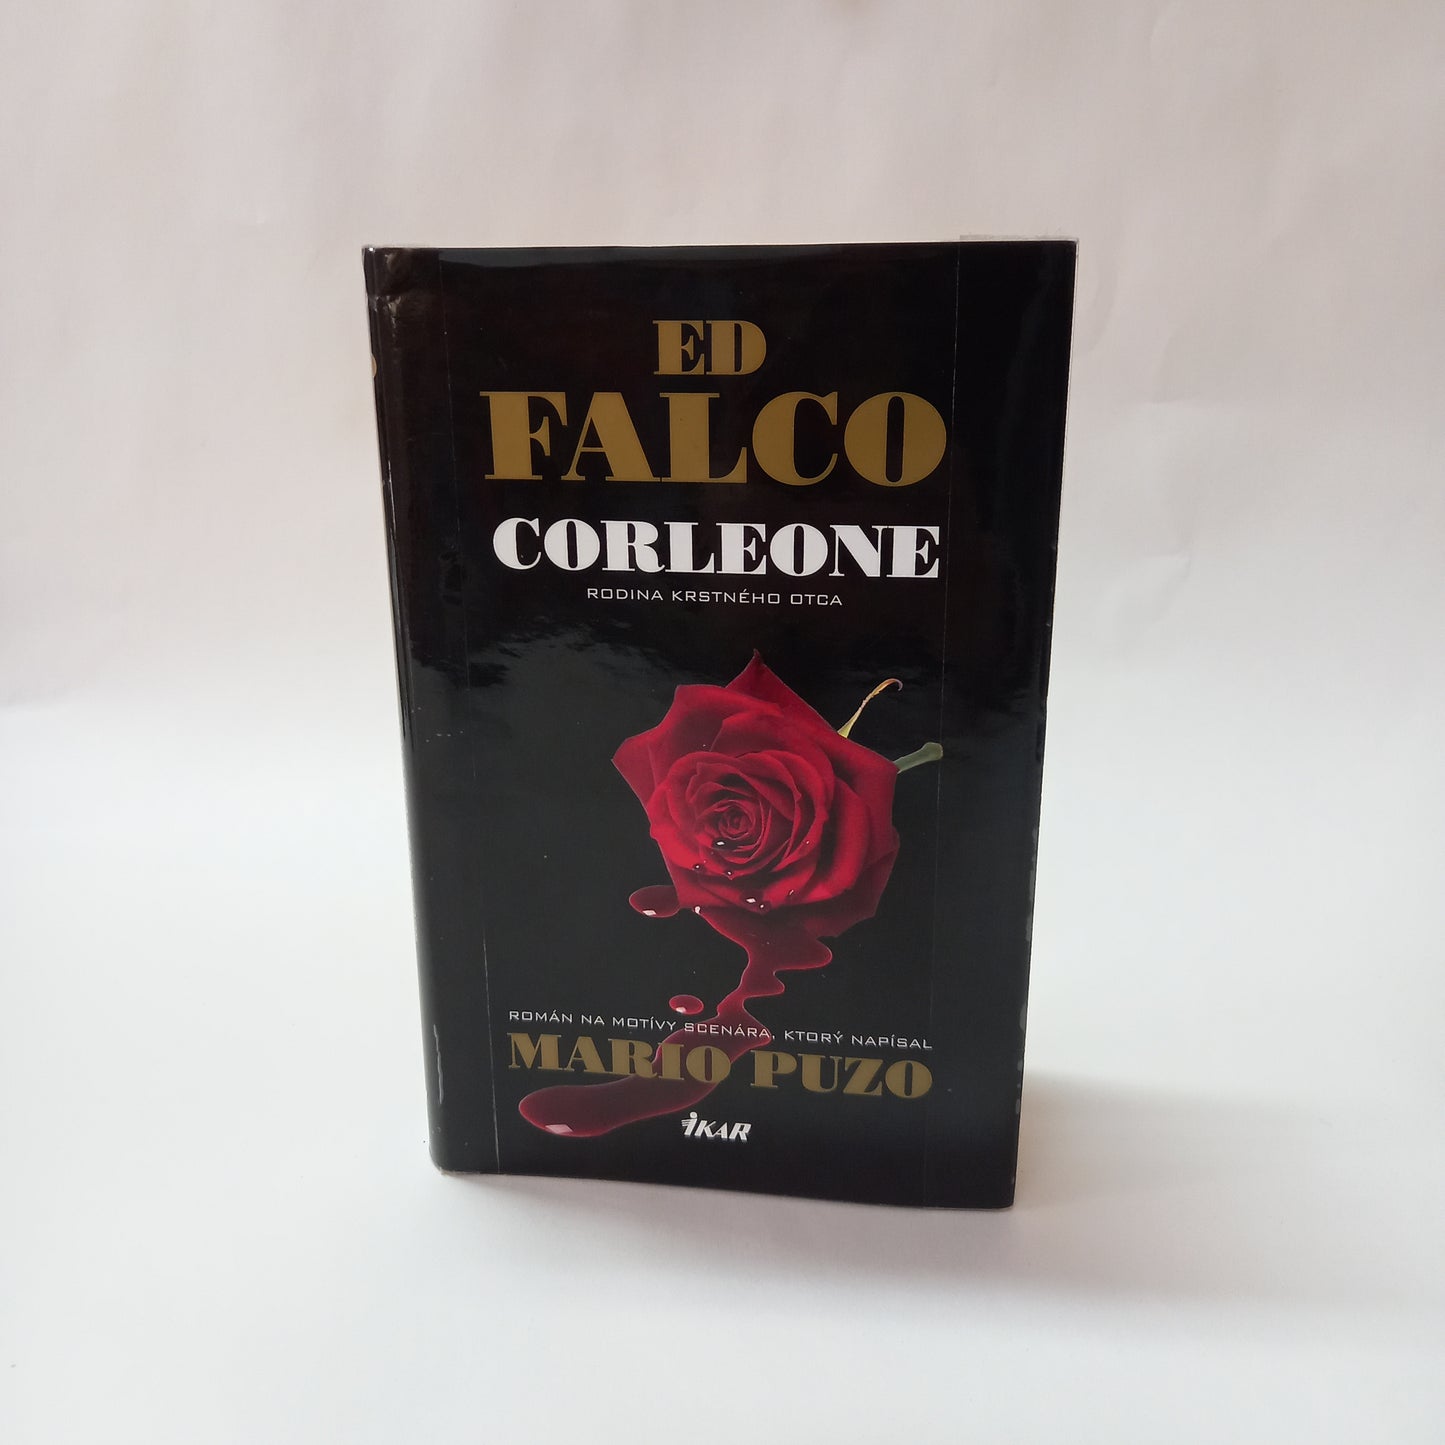 ED
FALCO
CORLEONE
RODINA KRSTNÉHO OTCA
ROMÁN NA MOTÍVY SCENÁRA, KTORÝ NAPÍSAL
MARIO PUZO
IKAR